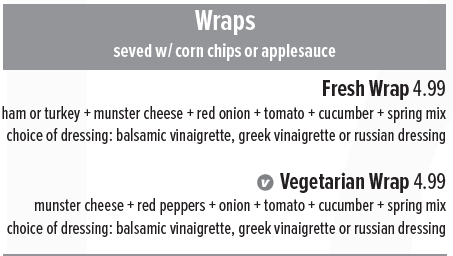 Wraps
seved w/ corn chips or applesauce
Fresh Wrap 4.99
ham or turkey + munster cheese + red onion + tomato + cucumber + spring mix
choice of dressing: balsamic vinaigrette, greek vinaigrette or russian dressing
v Vegetarian Wrap 4.99
munster cheese + red peppers + onion + tomato + cucumber + spring mix
choice of dressing: balsamic vinaigrette, greek vinaigrette or russian dressing